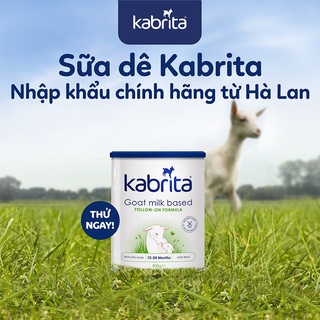 kabrita
Sữa dê Kabrita
Nhập khẩu chính hãng từ Hà Lan
THỬ
NGAY!
kabrita
Goat milk based
FOLLOW-ON FORMULA
12-24 Months